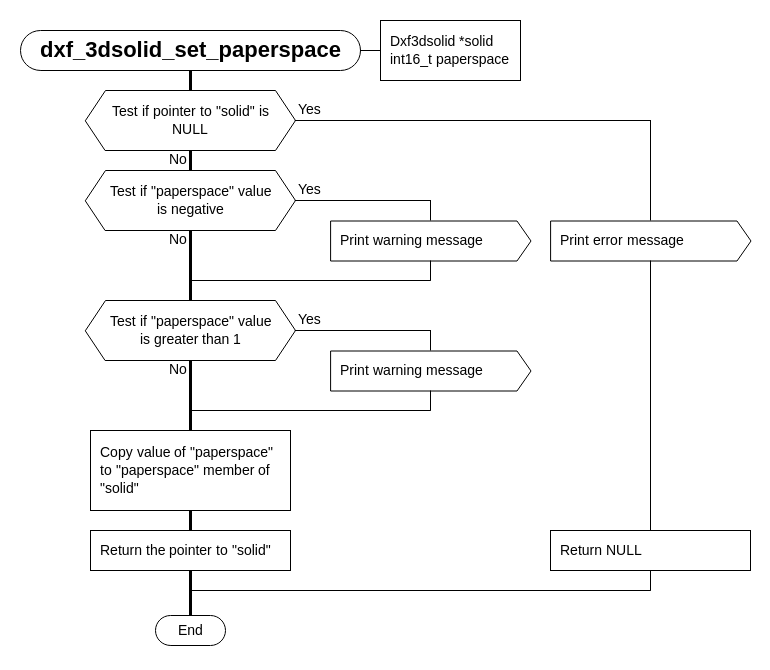 dxf_3dsolid_set_paperspace
Dxf3dsolid *solid
int16_t paperspace
Test if pointer to "solid" is
NULL
Yes
No
Test if "paperspace" value
is negative
Yes
No
Print warning message
Print error message
Test if "paperspace" value
is greater than 1
Yes
No
Print warning message
Copy value of "paperspace"
to "paperspace" member of
"solid"
Return the pointer to "solid"
Return NULL
End